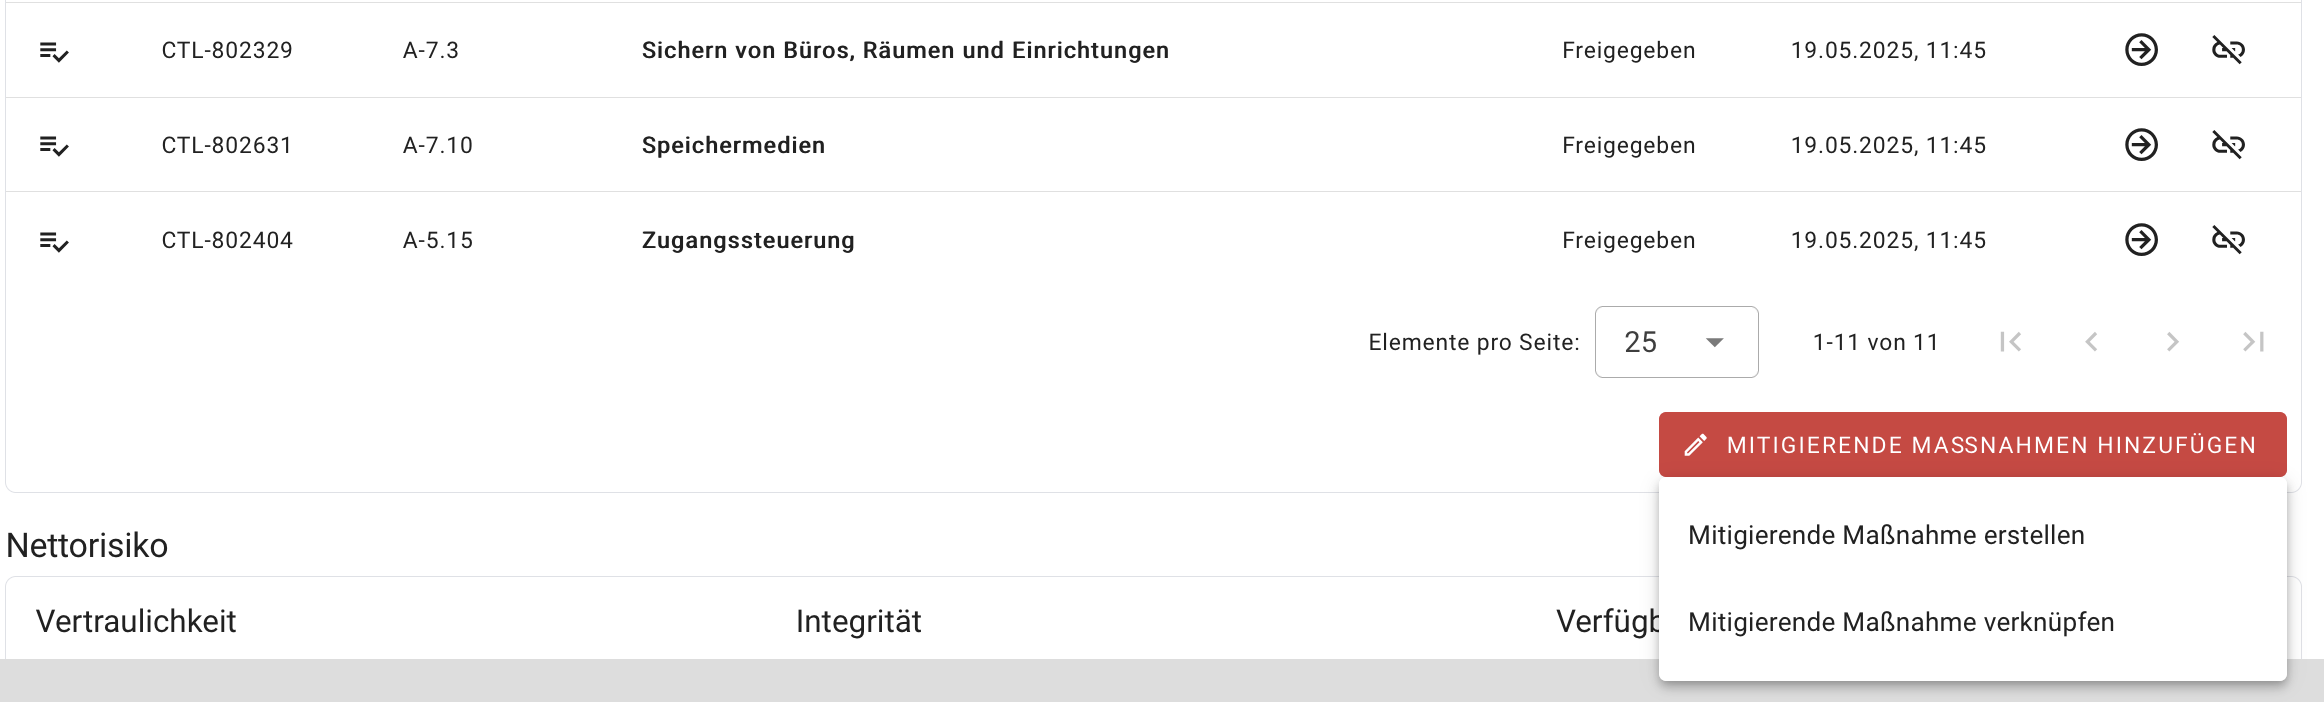 CTL-802329 A-7.3 Sichern von Büros, Räumen und Einrichtungen Freigegeben 19.05.2025, 11:45
CTL-802631 A-7.10 Speichermedien Freigegeben 19.05.2025, 11:45
CTL-802404 A-5.15 Zugangssteuerung Freigegeben 19.05.2025, 11:45
Elemente pro Seite: 25 1-11 von 11
MITIGIERENDE MASSNAHMEN HINZUFÜGEN
Mitigierende Maßnahme erstellen
Mitigierende Maßnahme verknüpfen
Nettorisiko
Vertraulichkeit Integrität